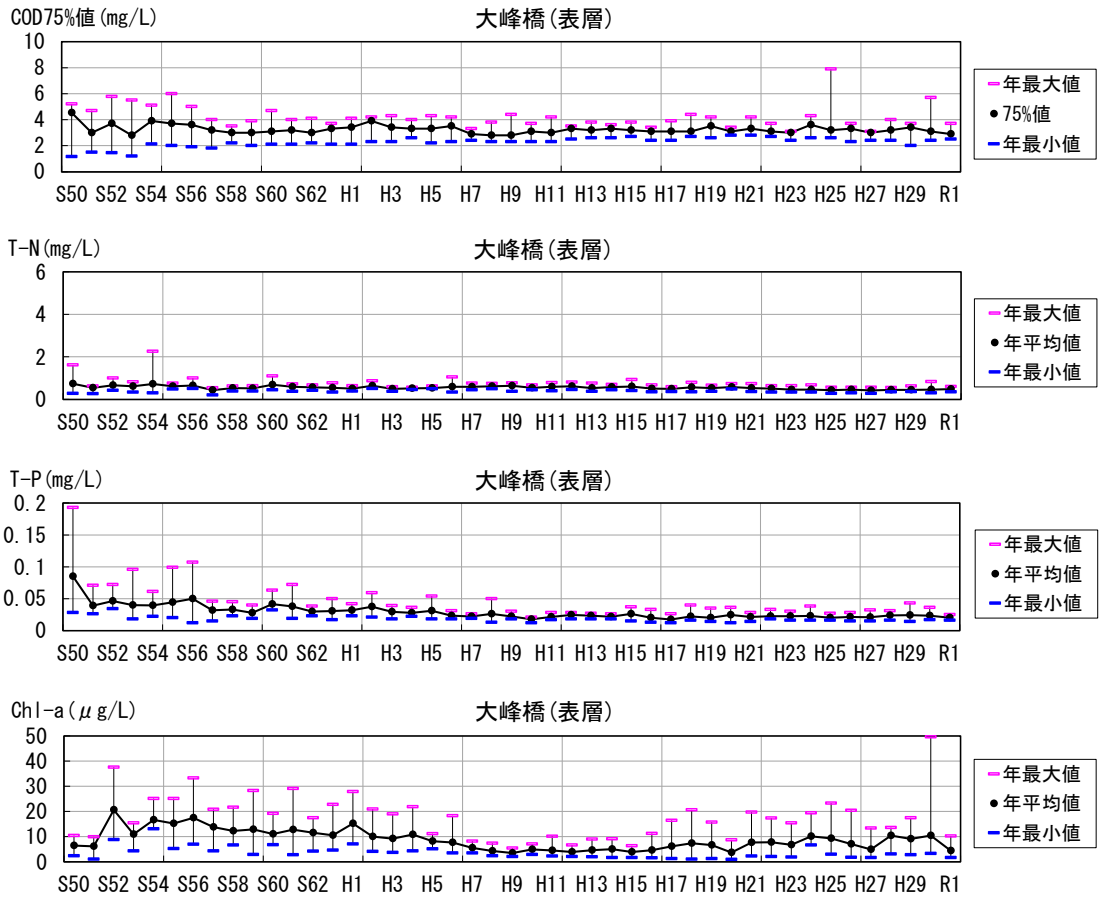 COD75%値(mg/L) 大峰橋(表層)
10
8
6
4
2
0
年最大値
75%値
年最小値
S50 S52 S54 S56 S58 S60 S62 H1 H3 H5 H7 H9 H11 H13 H15 H17 H19 H21 H23 H25 H27 H29 R1
T-N(mg/L) 大峰橋(表層)
6
4
2
0
年最大値
年平均値
年最小値
S50 S52 S54 S56 S58 S60 S62 H1 H3 H5 H7 H9 H11 H13 H15 H17 H19 H21 H23 H25 H27 H29 R1
T-P(mg/L) 大峰橋(表層)
0.2
0.15
0.1
0.05
0
年最大値
年平均値
年最小値
S50 S52 S54 S56 S58 S60 S62 H1 H3 H5 H7 H9 H11 H13 H15 H17 H19 H21 H23 H25 H27 H29 R1
Chl-a(μg/L) 大峰橋(表層)
50
40
30
20
10
0
年最大値
年平均値
年最小値
S50 S52 S54 S56 S58 S60 S62 H1 H3 H5 H7 H9 H11 H13 H15 H17 H19 H21 H23 H25 H27 H29 R1